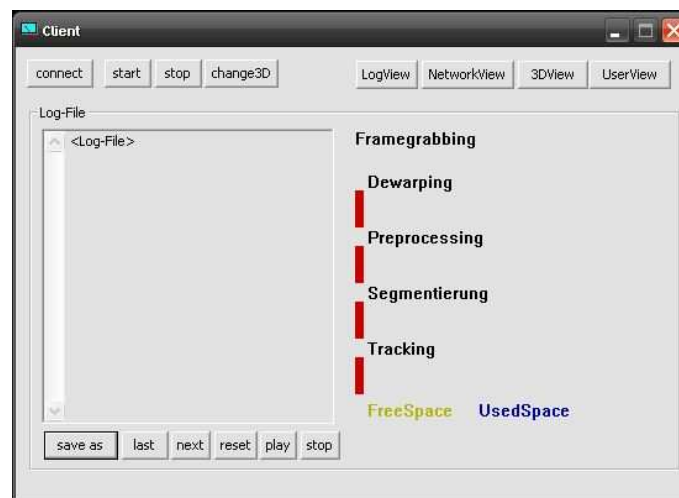 Client
connect start stop change3D LogView NetworkView 3DView UserView
Log-File
<Log-File>
Framegrabbing
Dewarping
Preprocessing
Segmentierung
Tracking
FreeSpace UsedSpace
save as last next reset play stop